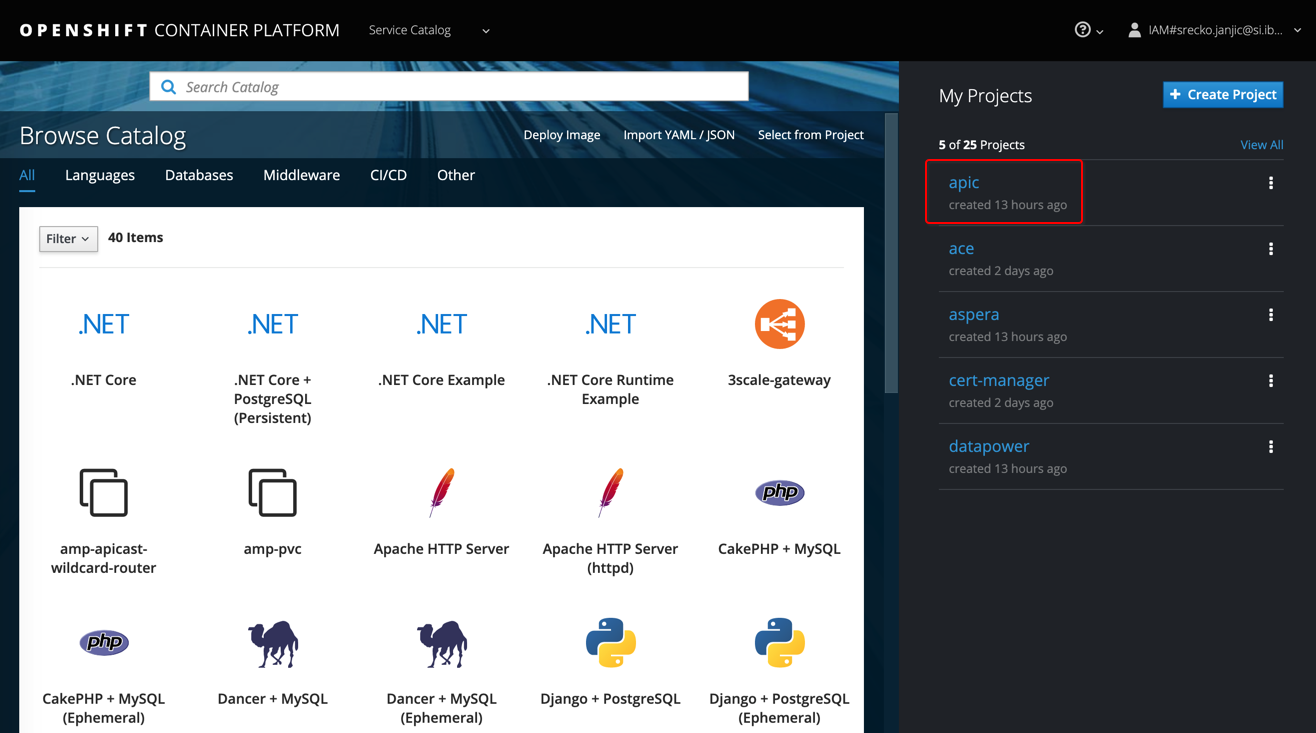 OPENSHIFT CONTAINER PLATFORM
Service Catalog
IAM#srecko.janjic@si.ib...
Search Catalog
Browse Catalog
Deploy Image
Import YAML / JSON
Select from Project
All
Languages
Databases
Middleware
CI/CD
Other
Filter
40 Items
.NET
.NET
.NET
.NET
.NET Core
.NET Core +
PostgreSQL
(Persistent)
.NET Core Example
.NET Core Runtime
Example
3scale-gateway
php
amp-apicast-
wildcard-router
amp-pvc
Apache HTTP Server
Apache HTTP Server
(httpd)
CakePHP + MySQL
php
CakePHP + MySQL
(Ephemeral)
Dancer + MySQL
Dancer + MySQL
(Ephemeral)
Django + PostgreSQL
Django + PostgreSQL
(Ephemeral)
My Projects
+ Create Project
5 of 25 Projects
View All
apic
created 13 hours ago
ace
created 2 days ago
aspera
created 13 hours ago
cert-manager
created 2 days ago
datapower
created 13 hours ago